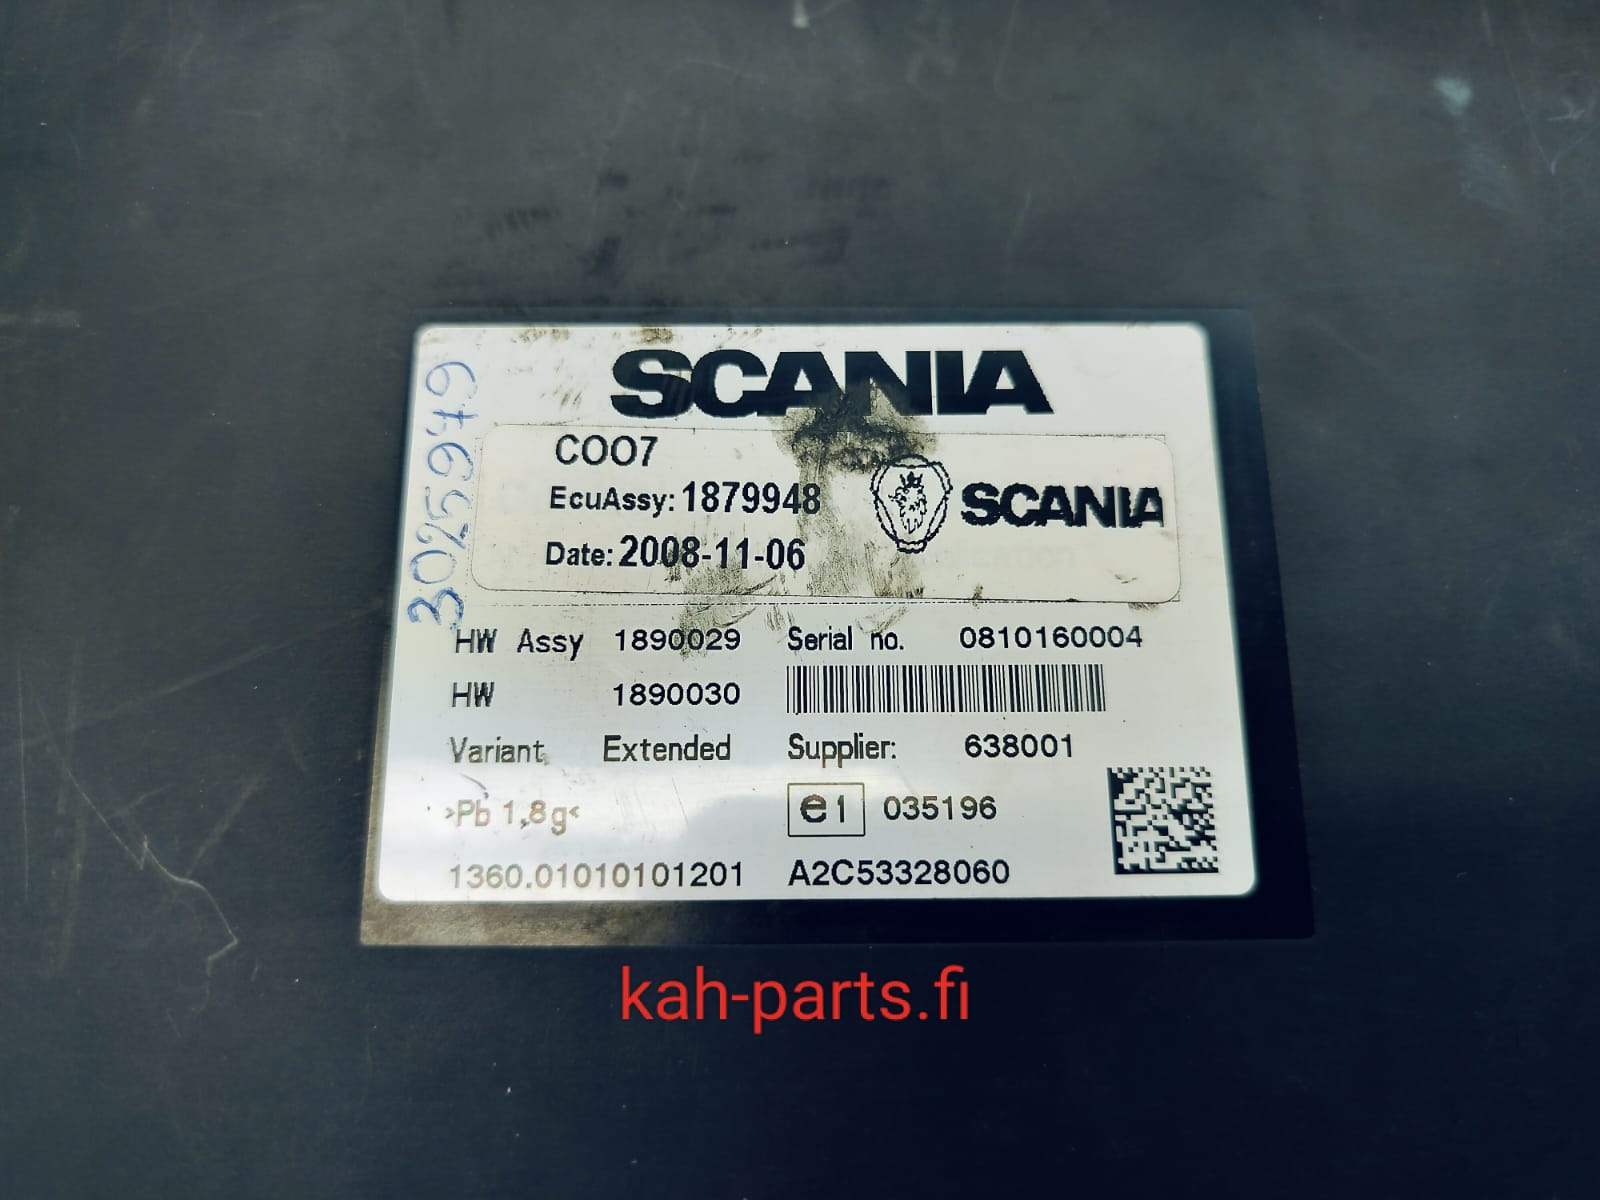 SCANIA
COO7
EcuAssy: 1879948
SCANIA
Date: 2008-11-06
3025979
HW Assy 1890029 Serial no. 0810160004
HW 1890030
Variant Extended Supplier: 638001
>Pb 1,8g< e1 035196
1360.01010101201 A2C53328060
kah-parts.fi